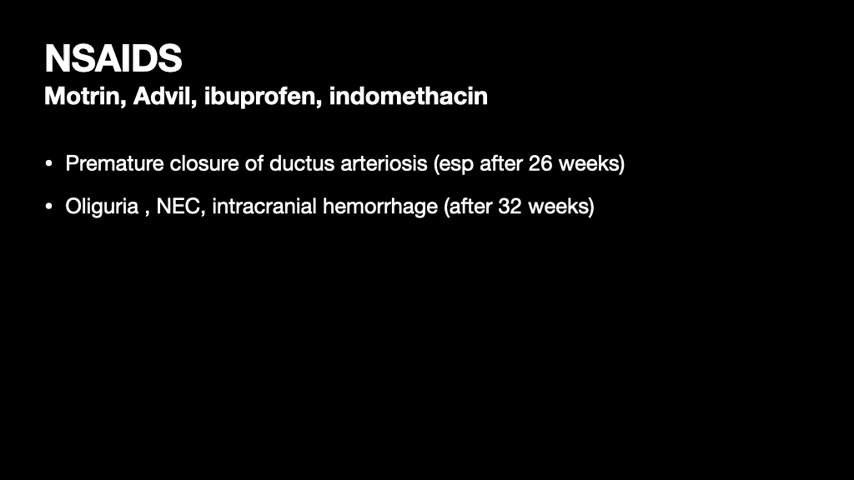 NSAIDS
Motrin, Advil, ibuprofen, indomethacin
• Premature closure of ductus arteriosis (esp after 26 weeks)
• Oliguria , NEC, intracranial hemorrhage (after 32 weeks)